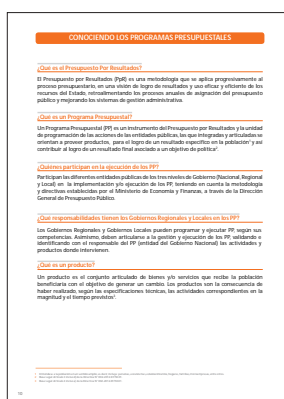 CONOCIENDO LOS PROGRAMAS PRESUPUESTALES
¿Qué es el Presupuesto Por Resultados?
El Presupuesto por Resultados (PpR) es una metodología que se aplica progresivamente al
proceso presupuestario, en una visión de logro de resultados y uso eficaz y eficiente de los
recursos del Estado, retroalimentando los procesos anuales de asignación del presupuesto
público y mejorando los sistemas de gestión administrativa.
¿Qué es un Programa Prespuestal?
Un Programa Presupuestal (PP) es un instrumento del Presupuesto por Resultados y la unidad
de programación de las acciones de las entidades públicas, las que integradas y articuladas se
orientan a proveer productos, para el logro de un resultado específico en la población¹ y así
contribuir al logro de un resultado final asociado a un objetivo de política².
¿Quiénes participan en la ejecución de los PP?
Participan las diferentes entidades públicas de los tres niveles de Gobierno (Nacional, Regional
y Local) en la implementación y/o ejecución de los PP, teniendo en cuenta la metodología
y directivas establecidas por el Ministerio de Economía y Finanzas, a través de la Dirección
General de Presupuesto Público.
¿Qué responsabilidades tienen los Gobiernos Regionales y Locales en los PP?
Los Gobiernos Regionales y Gobiernos Locales pueden programar y ejecutar PP, según sus
competencias. Asimismo, deben articularse a la gestión y ejecución de los PP, validando e
identificando con el responsable del PP (entidad del Gobierno Nacional) las actividades y
productos donde intervienen.
¿Qué es un producto?
Un producto es el conjunto articulado de bienes y/o servicios que recibe la población
beneficiaria con el objetivo de generar un cambio. Los productos son la consecuencia de
haber realizado, según las especificaciones técnicas, las actividades correspondientes en la
magnitud y el tiempo previstos³.